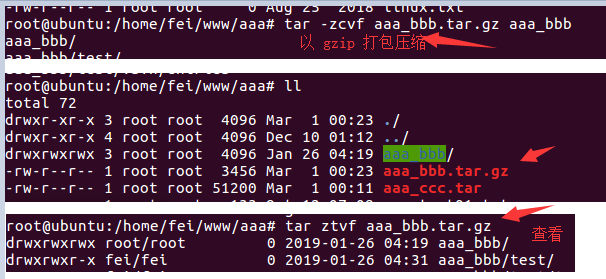 -rw-r--r-- 1 root root 0 Aug 23 2018 linux.txt
root@ubuntu:/home/fei/www/aaa# tar -zcvf aaa_bbb.tar.gz aaa_bbb
aaa_bbb/
以 gzip 打包压缩
aaa_bbb/test/
root@ubuntu:/home/fei/www/aaa# ll
total 72
drwxr-xr-x 3 root root 4096 Mar 1 00:23 ./
drwxr-xr-x 4 root root 4096 Dec 10 01:12 ../
drwxrwxrwx 3 root root 4096 Jan 26 04:19 aaa_bbb/
-rw-r--r-- 1 root root 3456 Mar 1 00:23 aaa_bbb.tar.gz
-rw-r--r-- 1 root root 51200 Mar 1 00:11 aaa_ccc.tar
root@ubuntu:/home/fei/www/aaa# tar ztvf aaa_bbb.tar.gz
查看
drwxrwxrwx root/root 0 2019-01-26 04:19 aaa_bbb/
drwxrwxr-x fei/fei 0 2019-01-26 04:31 aaa_bbb/test/